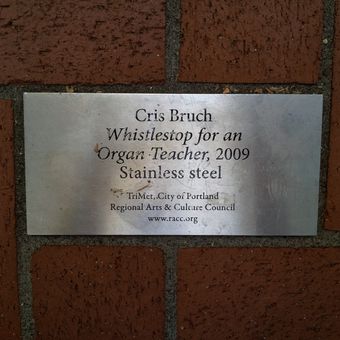 Cris Bruch
Whistlestop for an
Organ Teacher, 2009
Stainless steel
TriMet, City of Portland
Regional Arts & Culture Council
www.racc.org